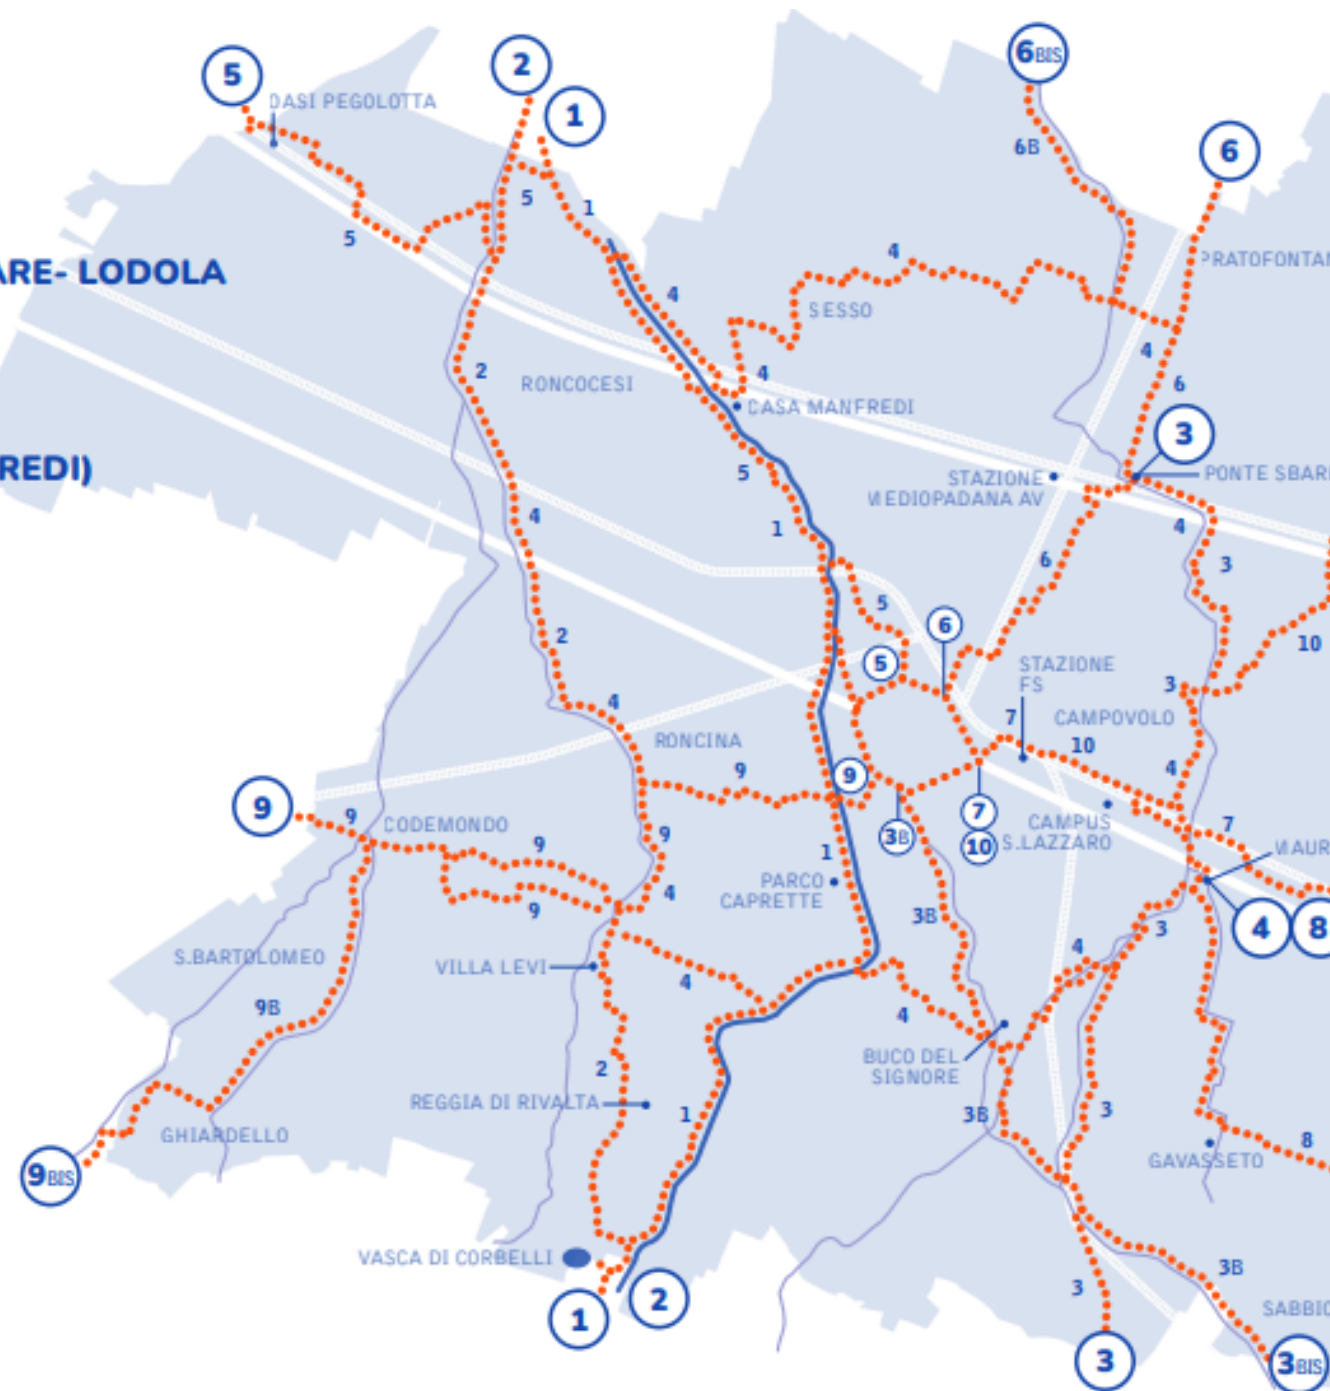 6BIS
2
5
OASI PEGOLOTTA
1
6B
6
5
1
5
4
PRATOFONTAN
ARE- LODOLA
4
SESSO
4
2
RONCOCESI
4
6
CASA MANFREDI
3
REDI)
5
STAZIONE
MEDIOPADANA AV
PONTE SBAR
4
1
4
6
3
5
2
6
10
5
STAZIONE
FS
3
4
7
CAMPOVOLO
RONCINA
10
9
9
4
9
9
CODEMONDO
7
3B
CAMPUS
S.LAZZARO
7
10
9
9
1
MAUR
PARCO
CAPRETTE
4
9
3B
3
4
8
S.BARTOLOMEO
VILLA LEVI
4
4
9B
4
BUCO DEL
SIGNORE
2
REGGIA DI RIVALTA
1
3B
3
GHIARDELLO
8
9BIS
GAVASSETO
VASCA DI CORBELLI
3B
3
2
SABBIO
1
3
3BIS